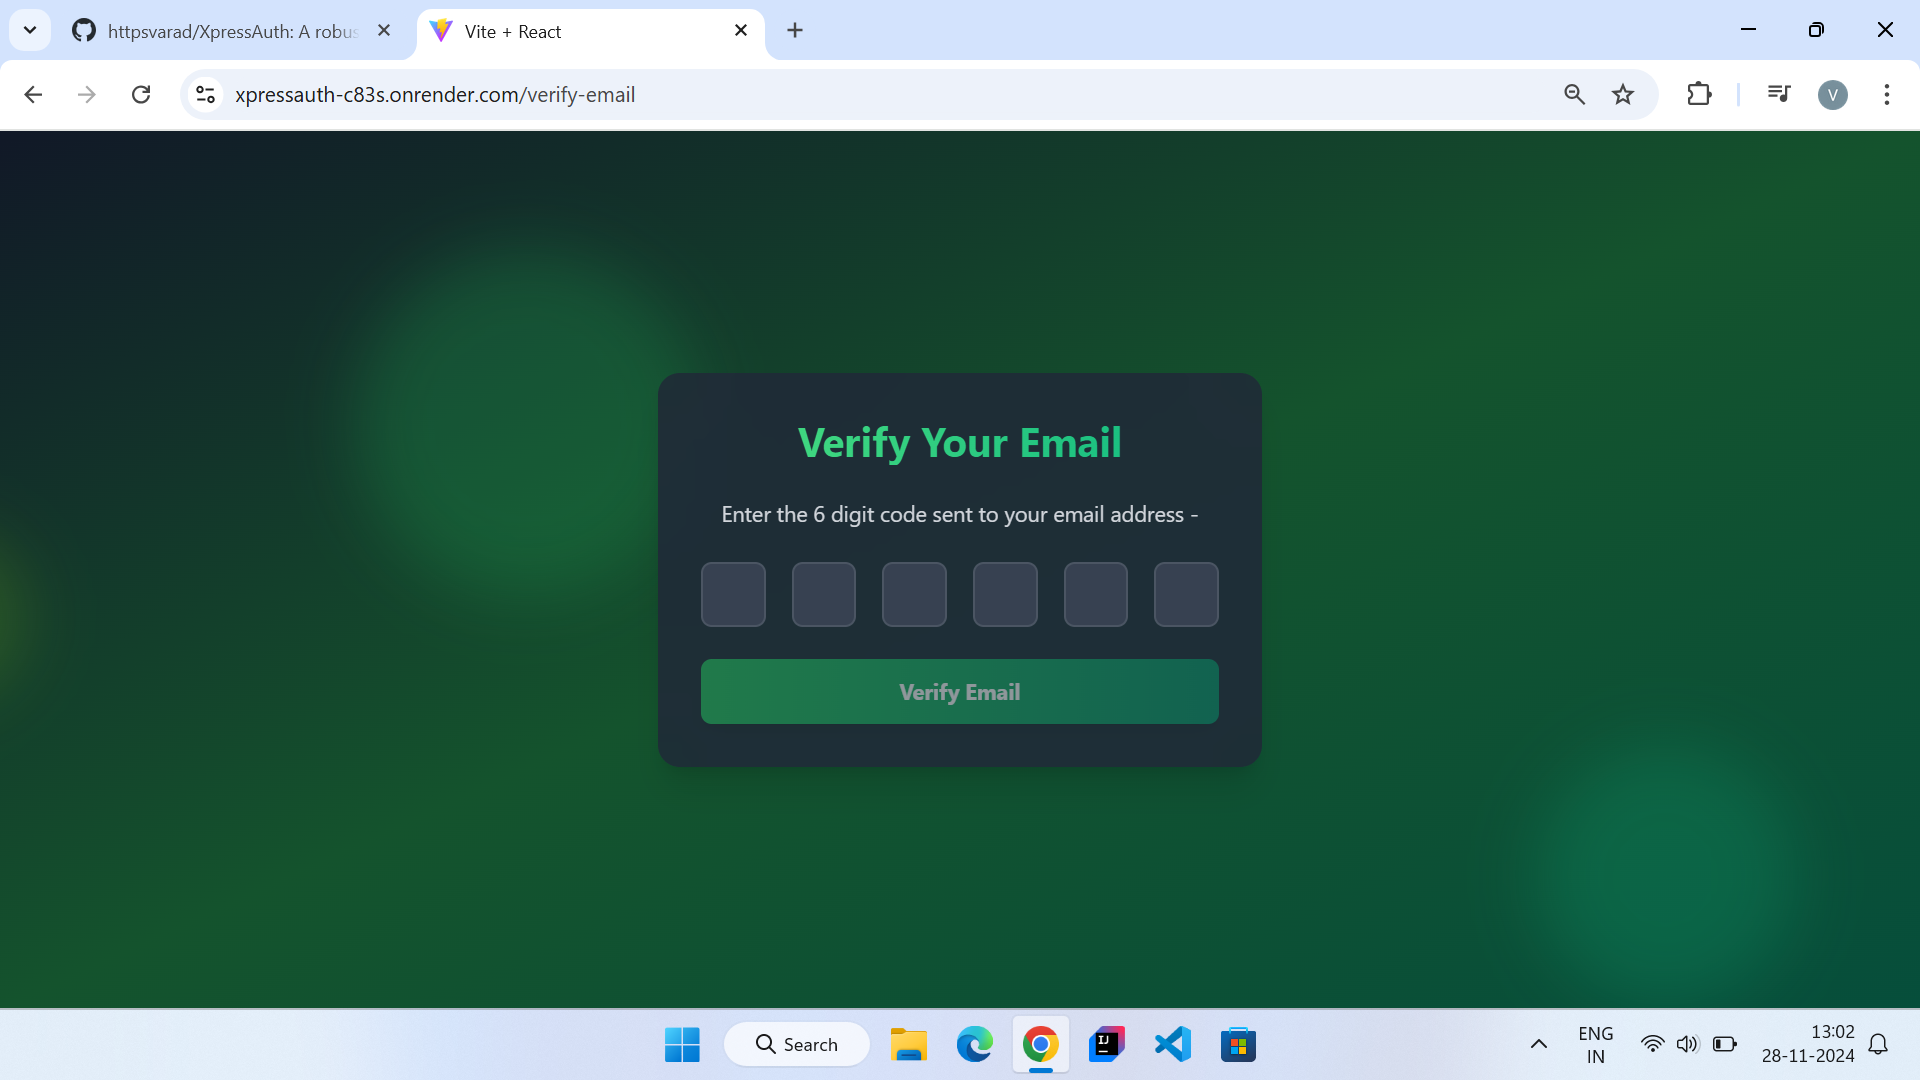 httpsvarad/XpressAuth: A robus
Vite + React
xpressauth-c83s.onrender.com/verify-email
V
Verify Your Email
Enter the 6 digit code sent to your email address -
Verify Email
Search
IJ
ENG
IN
13:02
28-11-2024